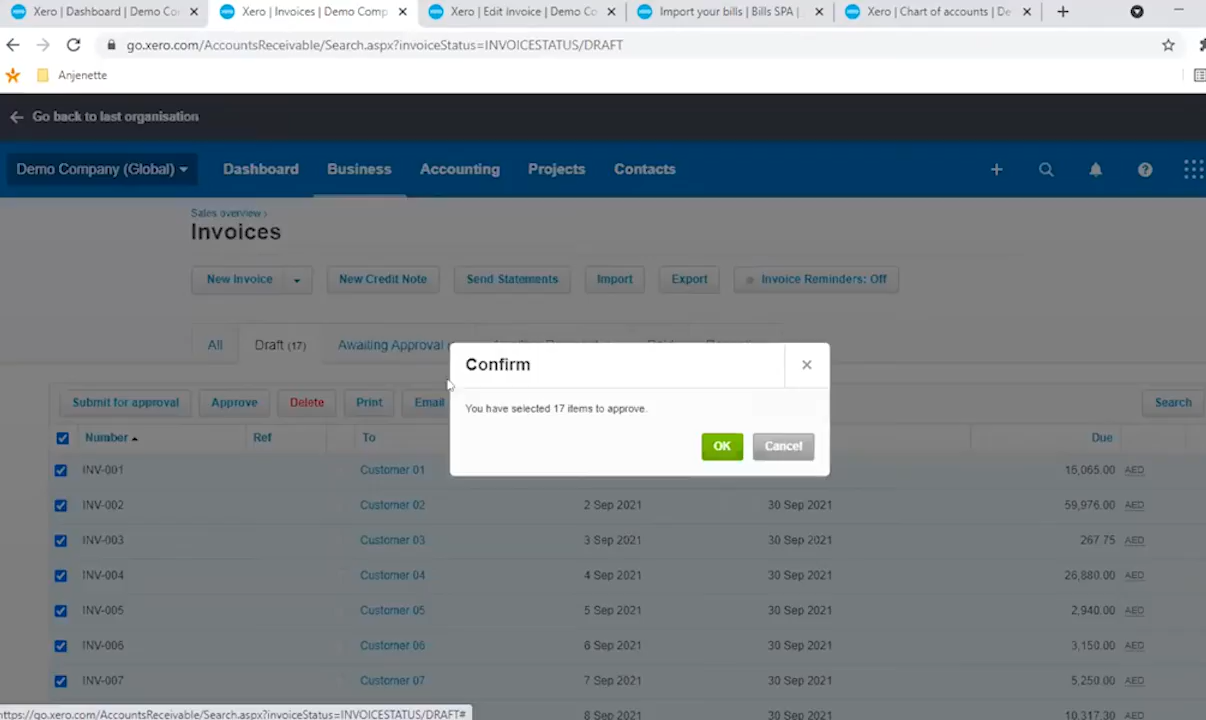 Xero | Dashboard | Demo Co
Xero | Invoices | Demo Comp
Xero | Edit invoice | Demo Co
Import your bills | Bills SPA |
Xero | Chart of accounts | De
go.xero.com/AccountsReceivable/Search.aspx?invoiceStatus=INVOICESTATUS/DRAFT
Anjenette
Go back to last organisation
Demo Company (Global)
Dashboard
Business
Accounting
Projects
Contacts
Sales overview ›
Invoices
New Invoice
New Credit Note
Send Statements
Import
Export
Invoice Reminders: Off
All
Draft (17)
Awaiting Approval
Confirm
You have selected 17 items to approve.
OK
Cancel
Submit for approval
Approve
Delete
Print
Email
Search
Number
Ref
To
Due
INV-001 Customer 01 15,065.00 AED
INV-002 Customer 02 2 Sep 2021 30 Sep 2021 59,976.00 AED
INV-003 Customer 03 3 Sep 2021 30 Sep 2021 267.75 AED
INV-004 Customer 04 4 Sep 2021 30 Sep 2021 26,880.00 AED
INV-005 Customer 05 5 Sep 2021 30 Sep 2021 2,940.00 AED
INV-006 Customer 06 6 Sep 2021 30 Sep 2021 3,150.00 AED
INV-007 Customer 07 7 Sep 2021 30 Sep 2021 5,250.00 AED
8 Sep 2021 30 Sep 2021 10,317.30 AED
https://go.xero.com/AccountsReceivable/Search.aspx?invoiceStatus=INVOICESTATUS/DRAFT#